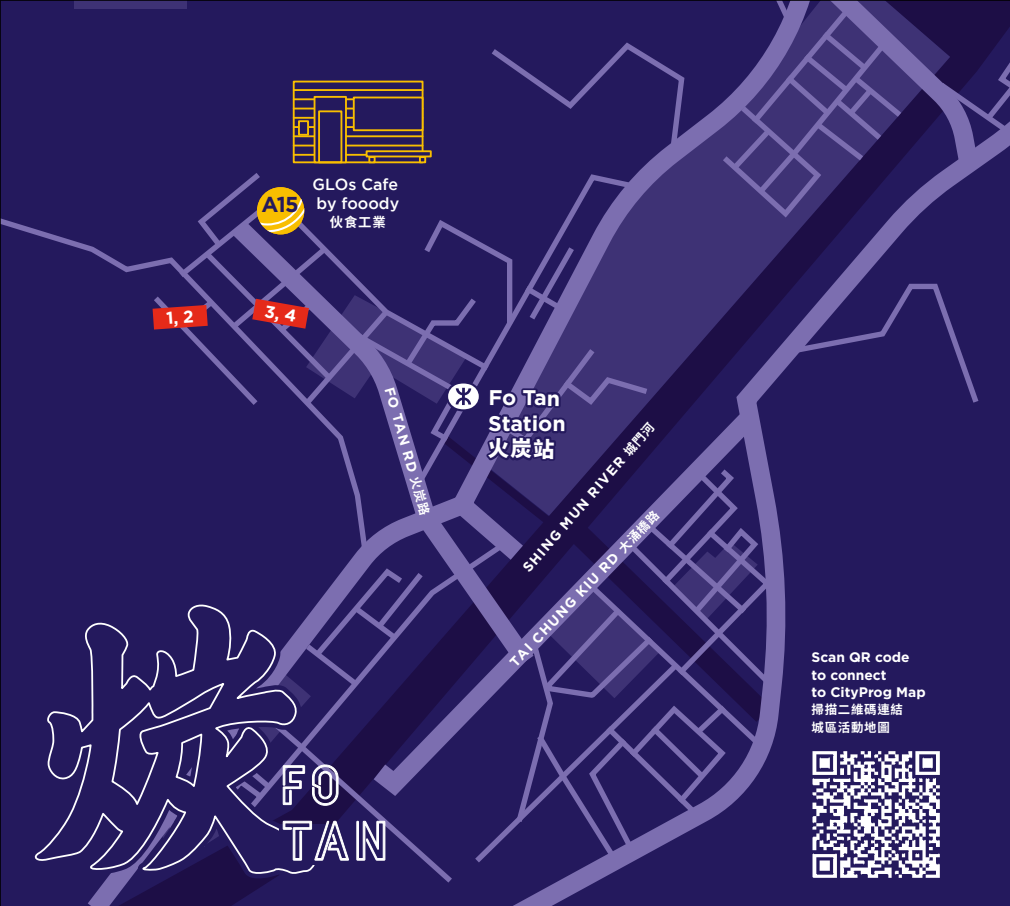 A15
GLOs Cafe
by fooody
伙食工業
1, 2
3, 4
FO TAN RD 火炭路
Fo Tan
Station
火炭站
SHING MUN RIVER 城門河
TAI CHUNG KIU RD 大涌橋路
Scan QR code
to connect
to CityProg Map
掃描二維碼連結
城區活動地圖
FO
TAN